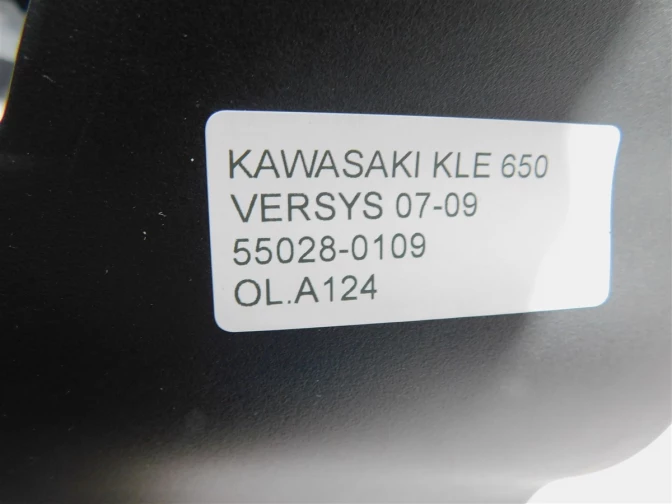 KAWASAKI KLE 650
VERSYS 07-09
55028-0109
OL.A124